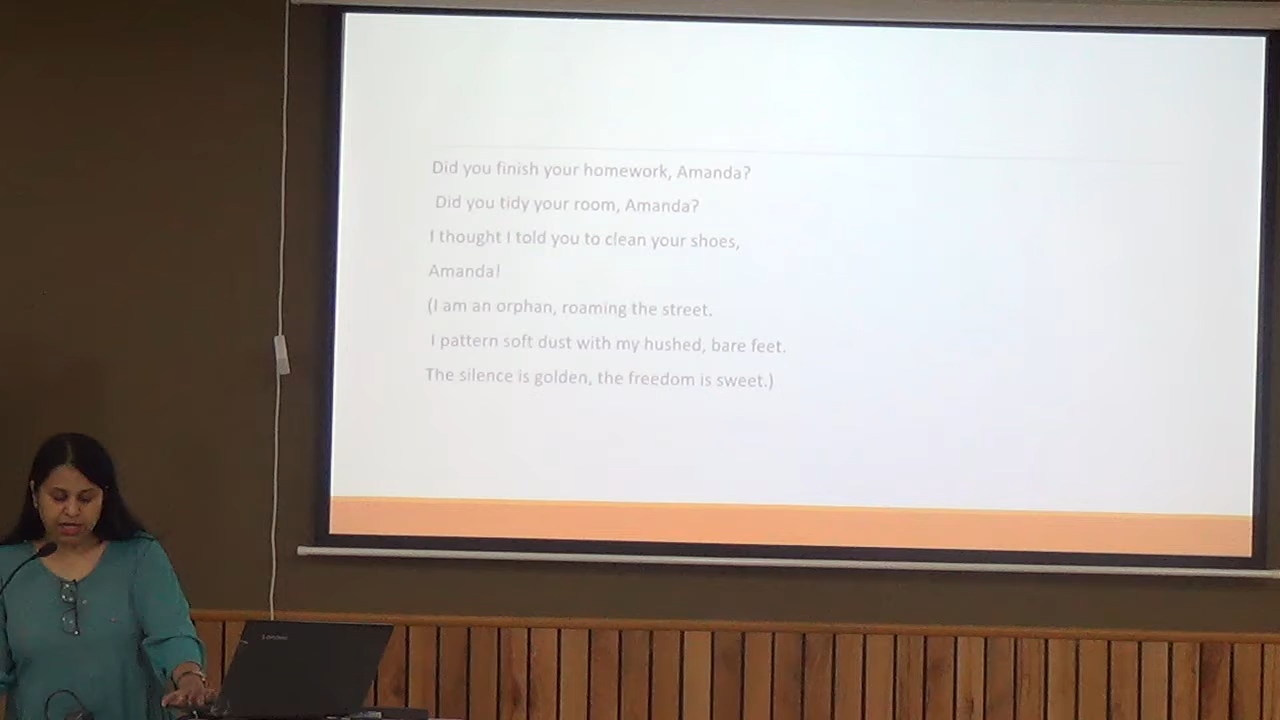 Did you finish your homework, Amanda?
Did you tidy your room, Amanda?
I thought I told you to clean your shoes,
Amanda!
(I am an orphan, roaming the street.
I pattern soft dust with my hushed, bare feet.
The silence is golden, the freedom is sweet.)
Lenovo